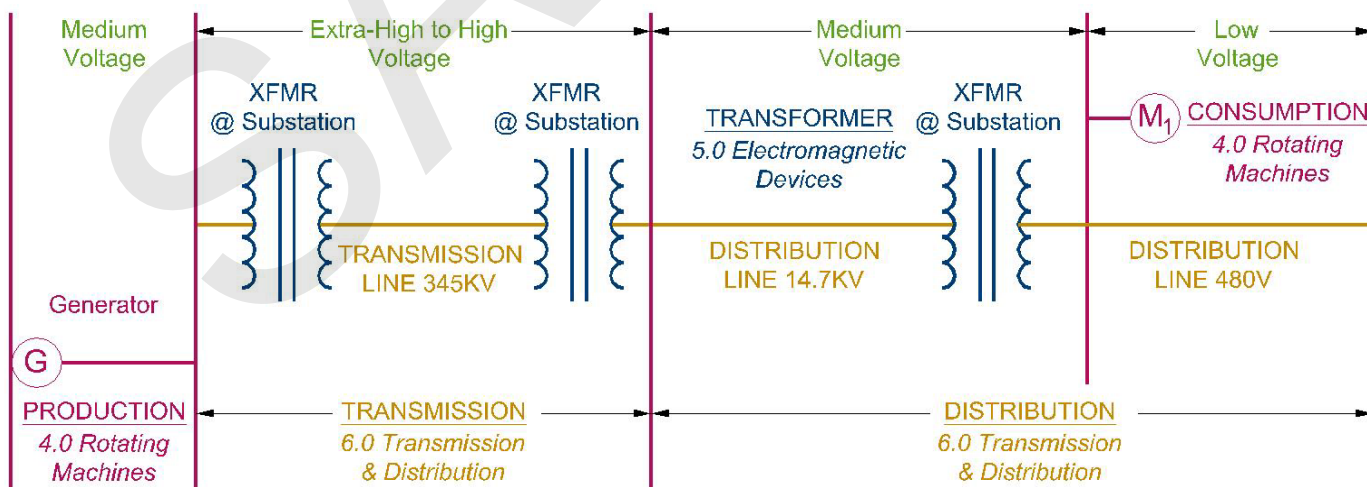 Medium
Voltage
Extra-High to High
Voltage
Medium
Voltage
Low
Voltage
XFMR
@ Substation
XFMR
@ Substation
TRANSFORMER
5.0 Electromagnetic
Devices
XFMR
@ Substation
M1
CONSUMPTION
4.0 Rotating
Machines
TRANSMISSION
LINE 345KV
DISTRIBUTION
LINE 14.7KV
DISTRIBUTION
LINE 480V
Generator
G
PRODUCTION
4.0 Rotating
Machines
TRANSMISSION
6.0 Transmission
& Distribution
DISTRIBUTION
6.0 Transmission
& Distribution